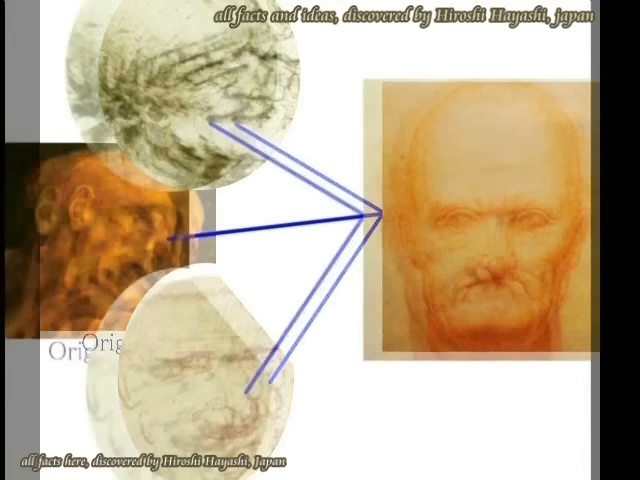 all facts and ideas, discovered by Hiroshi Hayashi, japan
Orig
Orig
all facts here, discovered by Hiroshi Hayashi, Japan